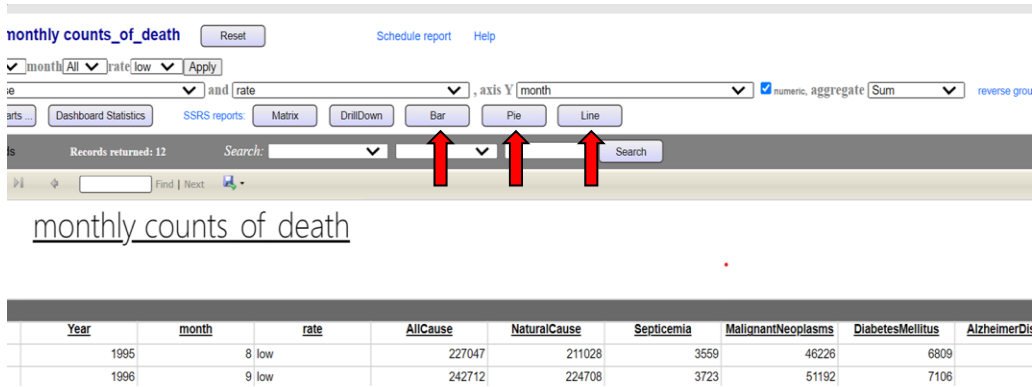 monthly counts_of_death Reset Schedule report Help
month All rate low Apply
and rate , axis Y month numeric, aggregate Sum reverse
Dashboard Statistics SSRS reports: Matrix DrillDown Bar Pie Line
Records returned: 12 Search: Search
Find | Next
monthly counts of death
Year month rate AllCause NaturalCause Septicemia MalignantNeoplasms DiabetesMellitus
1995 8 low 227047 211028 3559 46226 6809
1996 9 low 242712 224708 3723 51192 7106